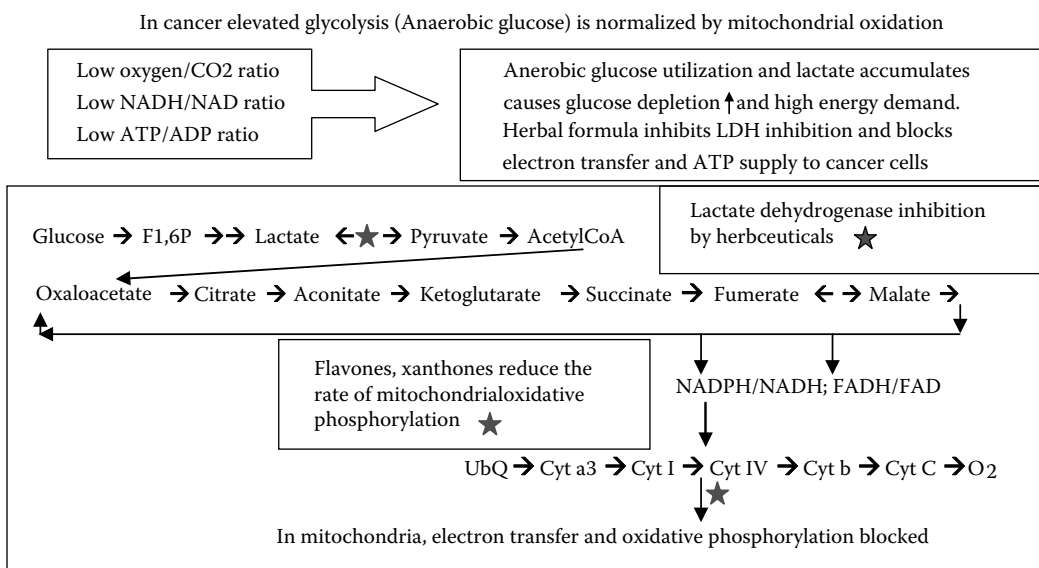 In cancer elevated glycolysis (Anaerobic glucose) is normalized by mitochondrial oxidation
Low oxygen/CO2 ratio
Low NADH/NAD ratio
Low ATP/ADP ratio
Anerobic glucose utilization and lactate accumulates
causes glucose depletion ↑ and high energy demand.
Herbal formula inhibits LDH inhibition and blocks
electron transfer and ATP supply to cancer cells
Lactate dehydrogenase inhibition
by herbceuticals ★
Glucose → F1,6P →→ Lactate ←★→ Pyruvate → AcetylCoA
Oxaloacetate → Citrate → Aconitate → Ketoglutarate → Succinate → Fumerate ← → Malate →
Flavones, xanthones reduce the
rate of mitochondrialoxidative
phosphorylation ★
NADPH/NADH; FADH/FAD
UbQ → Cyt a3 → Cyt I → Cyt IV → Cyt b → Cyt C → O2
In mitochondria, electron transfer and oxidative phosphorylation blocked